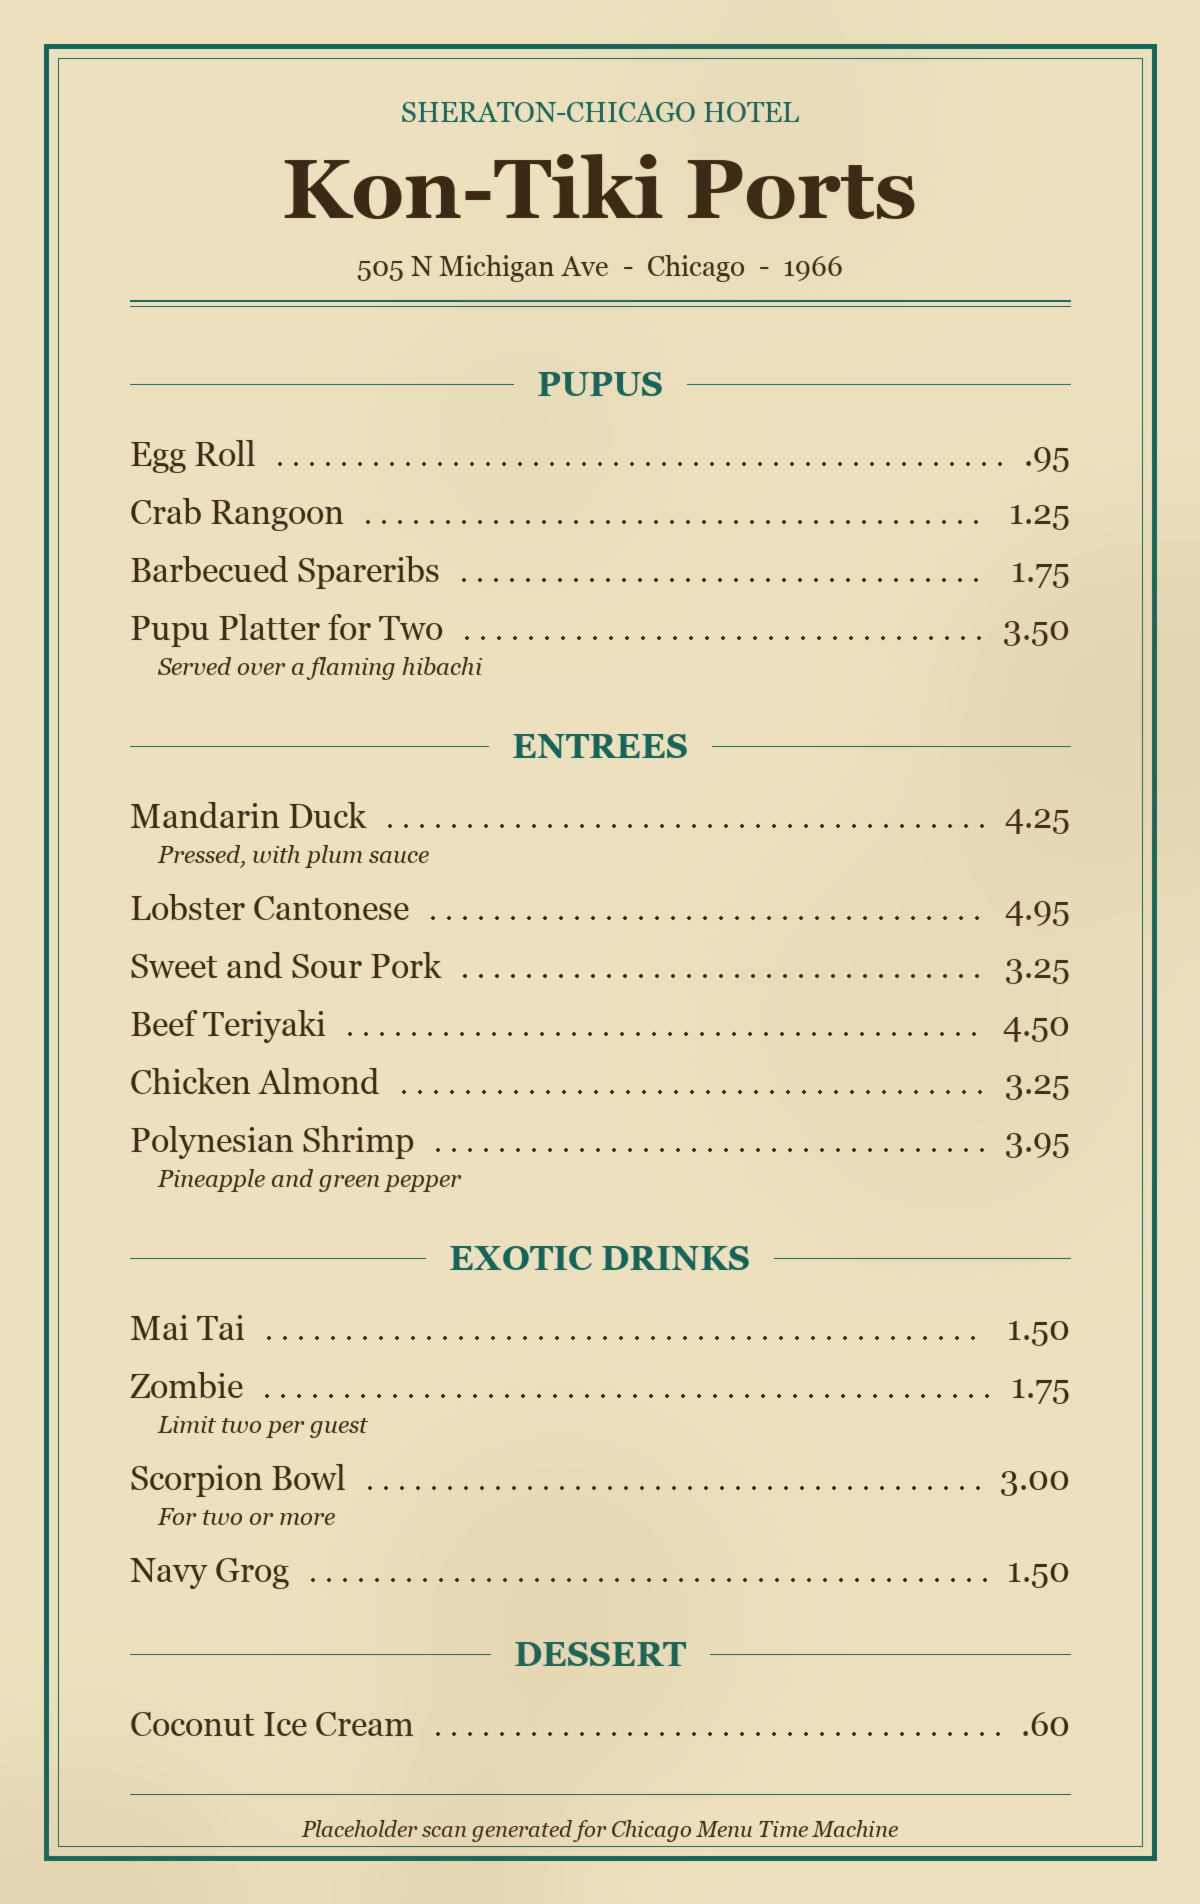 SHERATON-CHICAGO HOTEL
Kon-Tiki Ports
505 N Michigan Ave - Chicago - 1966
PUPUS
Egg Roll . . . . . . . . . . . . . . . . . . . . . . . . . . . . . . . . . . . . . . . . . . . . . . .95
Crab Rangoon . . . . . . . . . . . . . . . . . . . . . . . . . . . . . . . . . . . . . . . 1.25
Barbecued Spareribs . . . . . . . . . . . . . . . . . . . . . . . . . . . . . . . . . 1.75
Pupu Platter for Two . . . . . . . . . . . . . . . . . . . . . . . . . . . . . . . . . 3.50
Served over a flaming hibachi
ENTREES
Mandarin Duck . . . . . . . . . . . . . . . . . . . . . . . . . . . . . . . . . . . . . . 4.25
Pressed, with plum sauce
Lobster Cantonese . . . . . . . . . . . . . . . . . . . . . . . . . . . . . . . . . . . 4.95
Sweet and Sour Pork . . . . . . . . . . . . . . . . . . . . . . . . . . . . . . . . . 3.25
Beef Teriyaki . . . . . . . . . . . . . . . . . . . . . . . . . . . . . . . . . . . . . . . . 4.50
Chicken Almond . . . . . . . . . . . . . . . . . . . . . . . . . . . . . . . . . . . . . 3.25
Polynesian Shrimp . . . . . . . . . . . . . . . . . . . . . . . . . . . . . . . . . . . 3.95
Pineapple and green pepper
EXOTIC DRINKS
Mai Tai . . . . . . . . . . . . . . . . . . . . . . . . . . . . . . . . . . . . . . . . . . . . . 1.50
Zombie . . . . . . . . . . . . . . . . . . . . . . . . . . . . . . . . . . . . . . . . . . . . . . 1.75
Limit two per guest
Scorpion Bowl . . . . . . . . . . . . . . . . . . . . . . . . . . . . . . . . . . . . . . . 3.00
For two or more
Navy Grog . . . . . . . . . . . . . . . . . . . . . . . . . . . . . . . . . . . . . . . . . . . 1.50
DESSERT
Coconut Ice Cream . . . . . . . . . . . . . . . . . . . . . . . . . . . . . . . . . . . . .60
Placeholder scan generated for Chicago Menu Time Machine